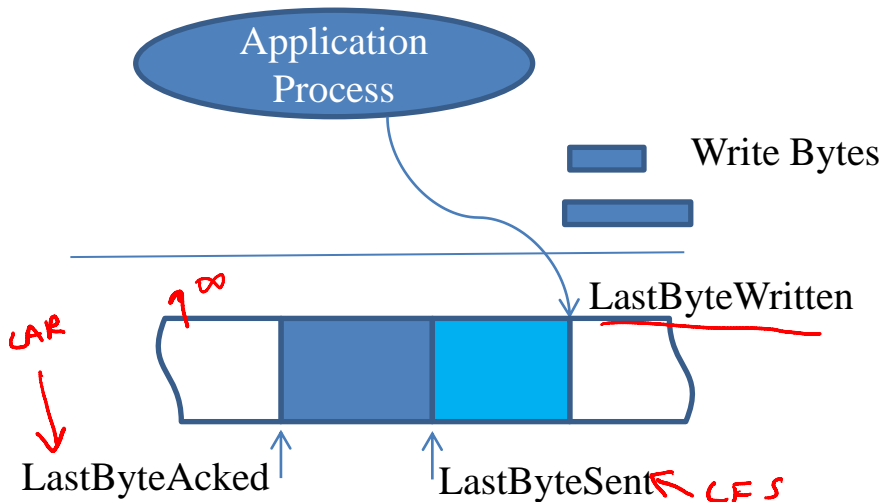 Application
Process
Write Bytes
LastByteWritten
LAR
LastByteAcked
LastByteSent
LFS